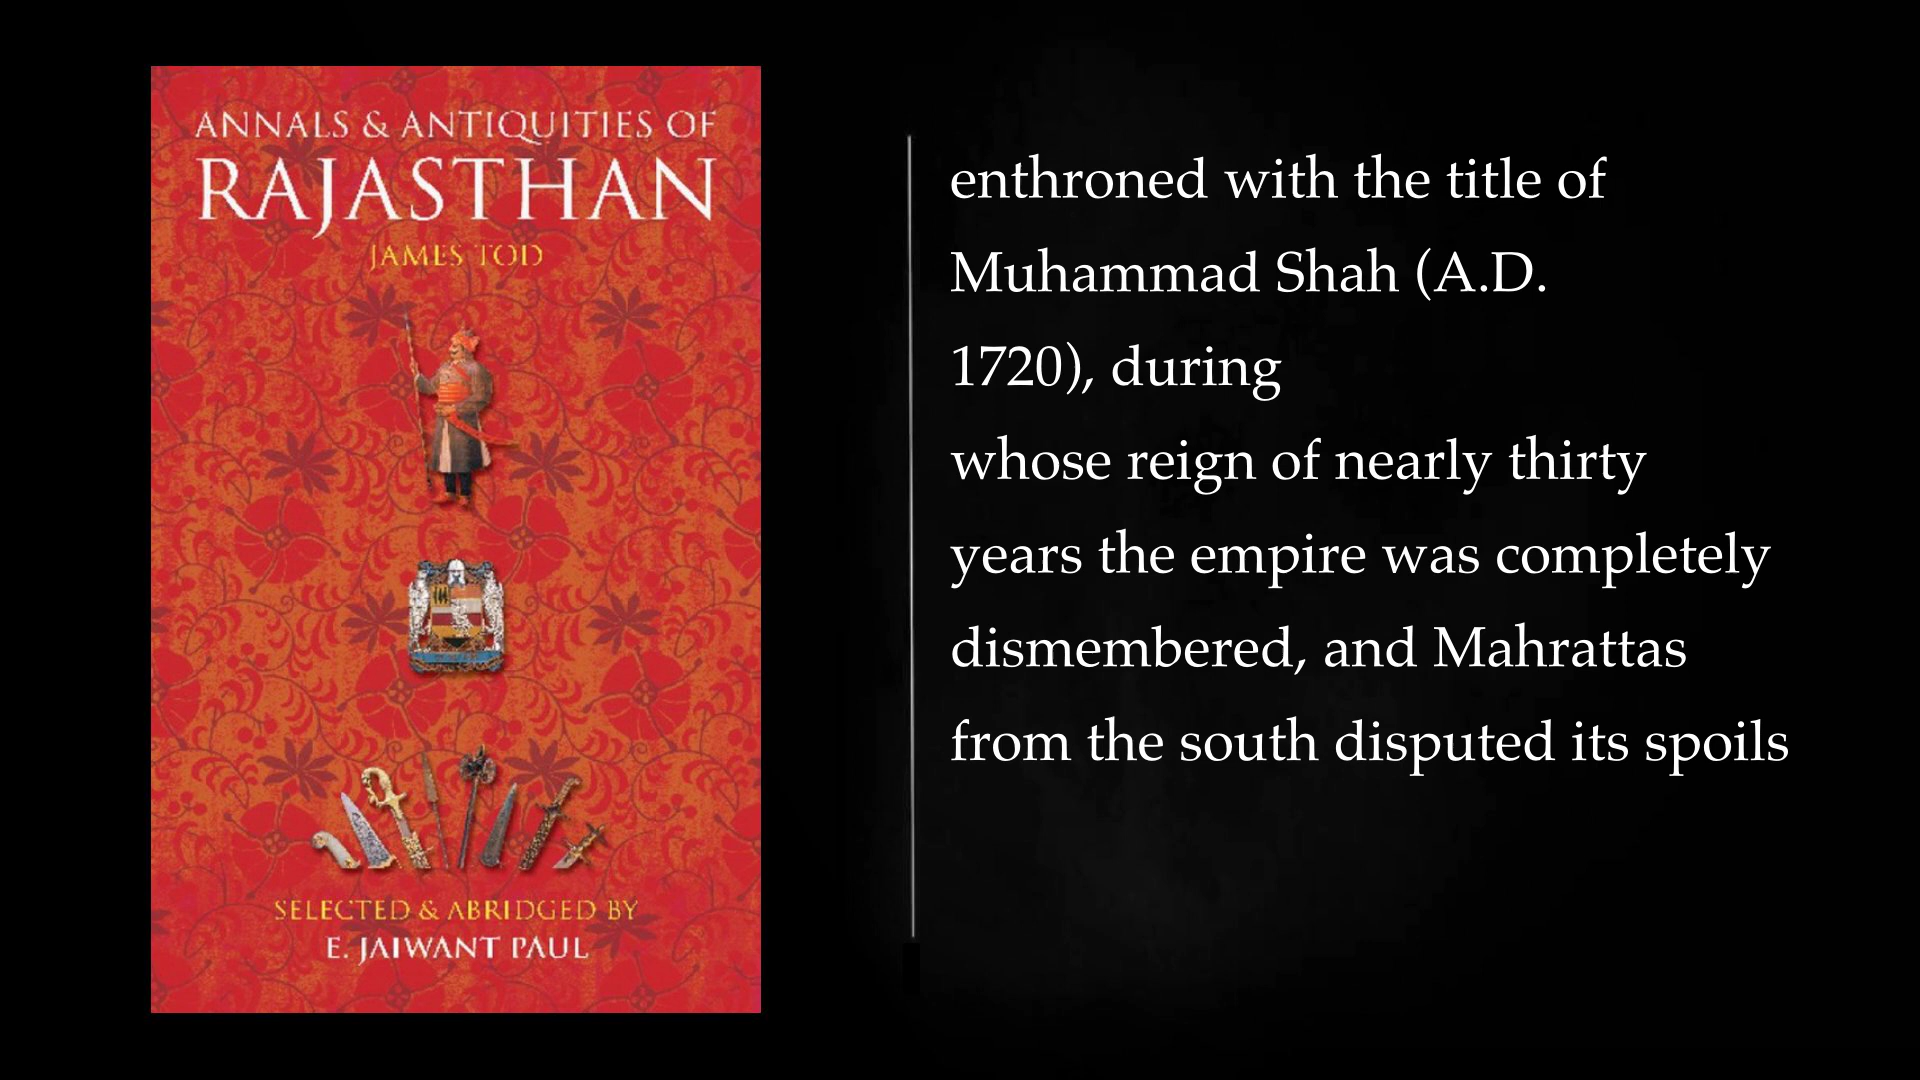 ANNALS & ANTIQUITIES OF
RAJASTHAN
JAMES TOD
SELECTED & ABRIDGED BY
E. JAIWANT PAUL
enthroned with the title of
Muhammad Shah (A.D.
1720), during
whose reign of nearly thirty
years the empire was completely
dismembered, and Mahrattas
from the south disputed its spoils